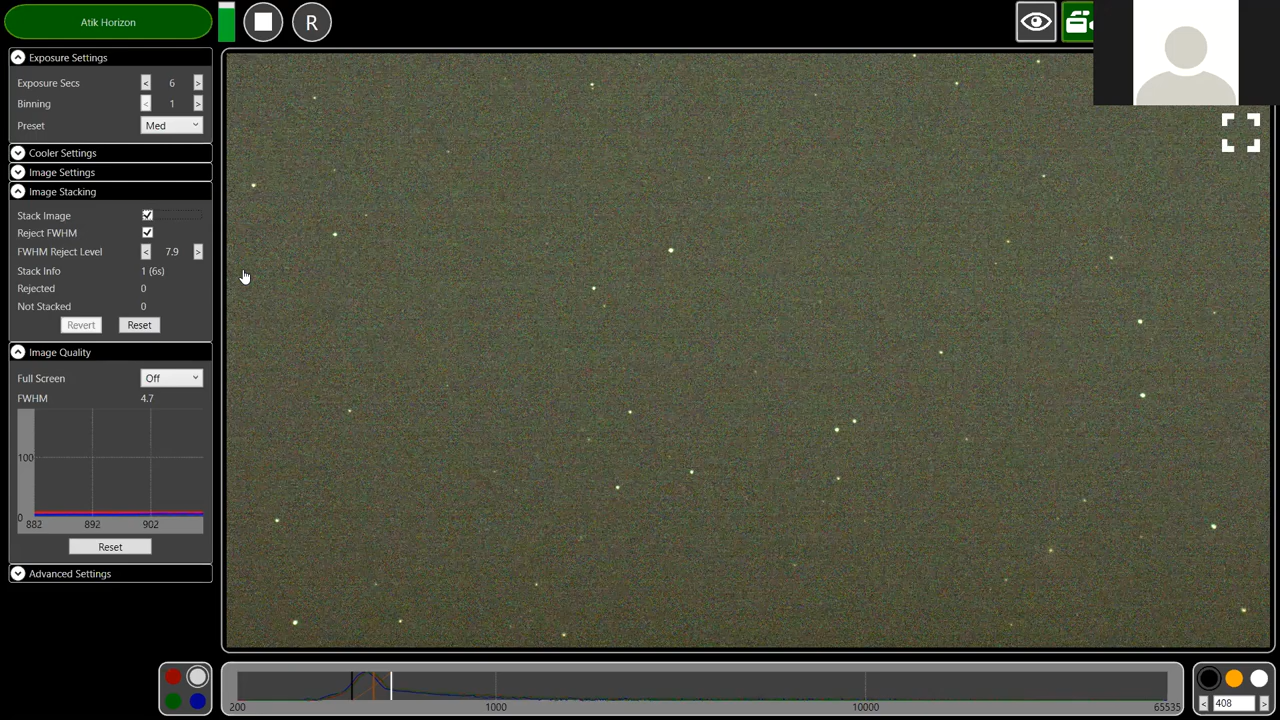 Atik Horizon
R
Exposure Settings
Exposure Secs < 6 >
Binning < 1 >
Preset Med
Cooler Settings
Image Settings
Image Stacking
Stack Image
Reject FWHM
FWHM Reject Level < 7.9 >
Stack Info 1 (6s)
Rejected 0
Not Stacked 0
Revert Reset
Image Quality
Full Screen Off
FWHM 4.7
100
0
882 892 902
Reset
Advanced Settings
200 1000 10000 65535
< 408 >